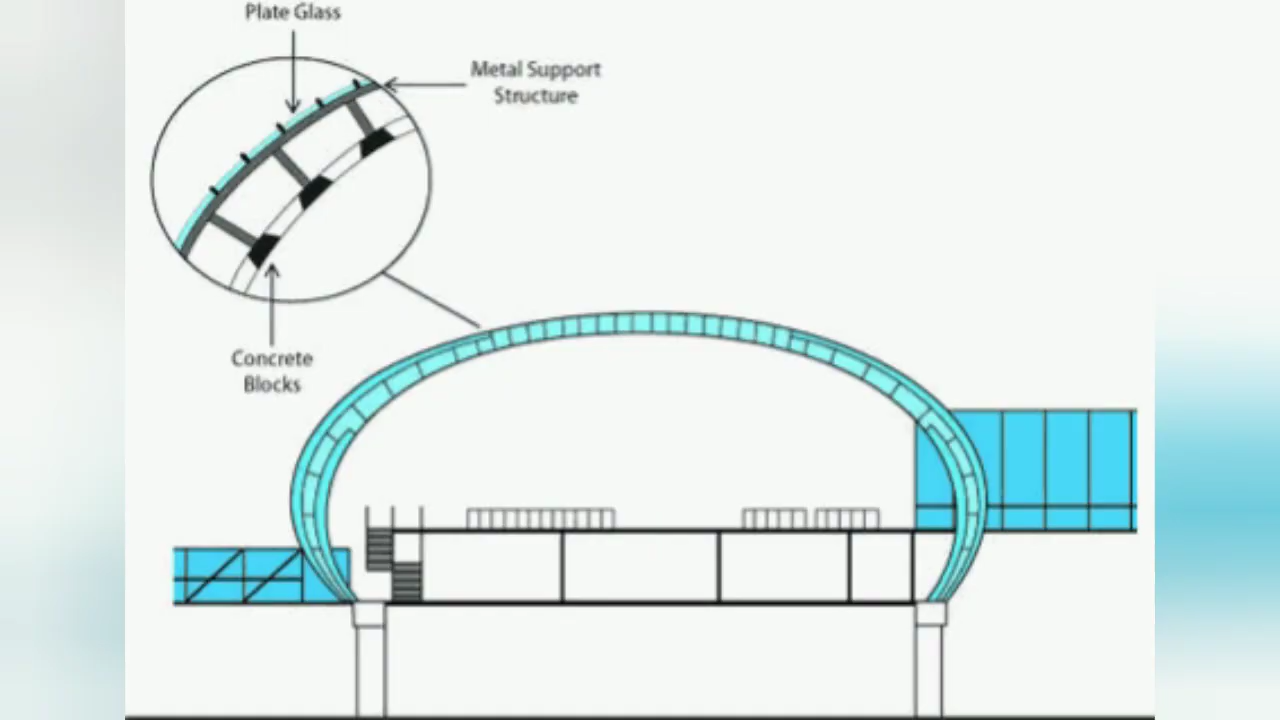 Plate Glass
Metal Support
Structure
Concrete
Blocks